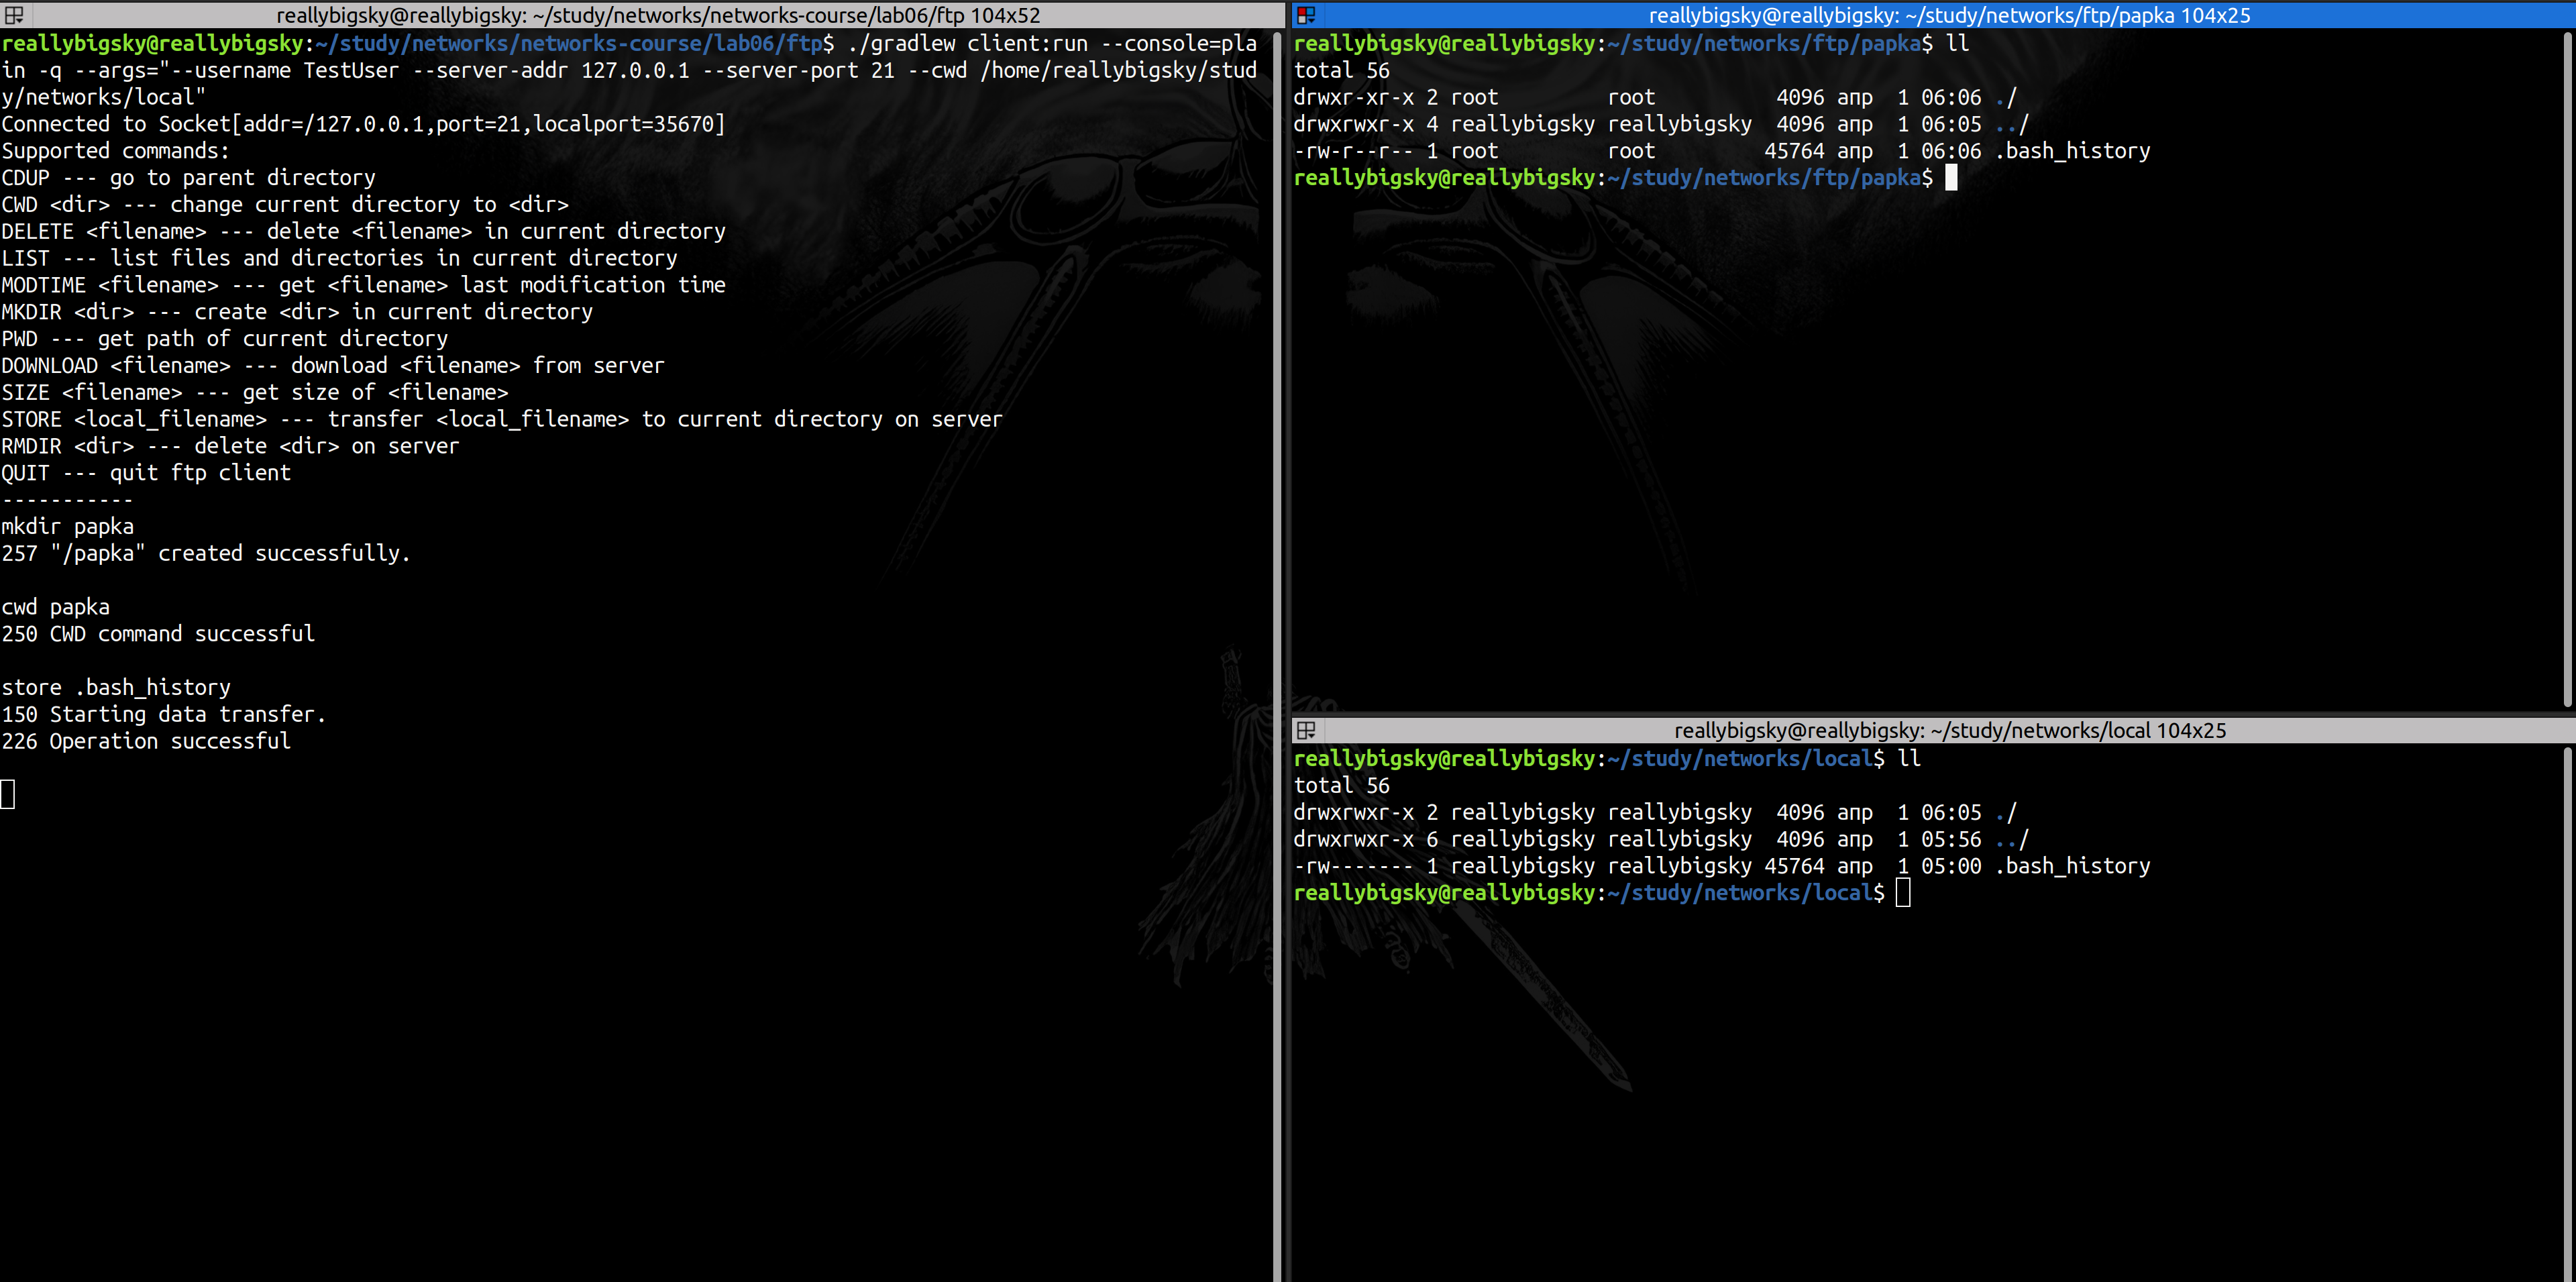 reallybigsky@reallybigsky: ~/study/networks/networks-course/lab06/ftp 104x52
reallybigsky@reallybigsky:~/study/networks/networks-course/lab06/ftp$ ./gradlew client:run --console=pla
in -q --args="--username TestUser --server-addr 127.0.0.1 --server-port 21 --cwd /home/reallybigsky/stud
y/networks/local"
Connected to Socket[addr=/127.0.0.1,port=21,localport=35670]
Supported commands:
CDUP --- go to parent directory
CWD <dir> --- change current directory to <dir>
DELETE <filename> --- delete <filename> in current directory
LIST --- list files and directories in current directory
MODTIME <filename> --- get <filename> last modification time
MKDIR <dir> --- create <dir> in current directory
PWD --- get path of current directory
DOWNLOAD <filename> --- download <filename> from server
SIZE <filename> --- get size of <filename>
STORE <local_filename> --- transfer <local_filename> to current directory on server
RMDIR <dir> --- delete <dir> on server
QUIT --- quit ftp client
-----------
mkdir papka
257 "/papka" created successfully.
cwd papka
250 CWD command successful
store .bash_history
150 Starting data transfer.
226 Operation successful
reallybigsky@reallybigsky: ~/study/networks/ftp/papka 104x25
reallybigsky@reallybigsky:~/study/networks/ftp/papka$ ll
total 56
drwxr-xr-x 2 root         root          4096 апр  1 06:06 ./
drwxrwxr-x 4 reallybigsky reallybigsky  4096 апр  1 06:05 ../
-rw-r--r-- 1 root         root         45764 апр  1 06:06 .bash_history
reallybigsky@reallybigsky:~/study/networks/ftp/papka$
reallybigsky@reallybigsky: ~/study/networks/local 104x25
reallybigsky@reallybigsky:~/study/networks/local$ ll
total 56
drwxrwxr-x 2 reallybigsky reallybigsky  4096 апр  1 06:05 ./
drwxrwxr-x 6 reallybigsky reallybigsky  4096 апр  1 05:56 ../
-rw------- 1 reallybigsky reallybigsky 45764 апр  1 05:00 .bash_history
reallybigsky@reallybigsky:~/study/networks/local$